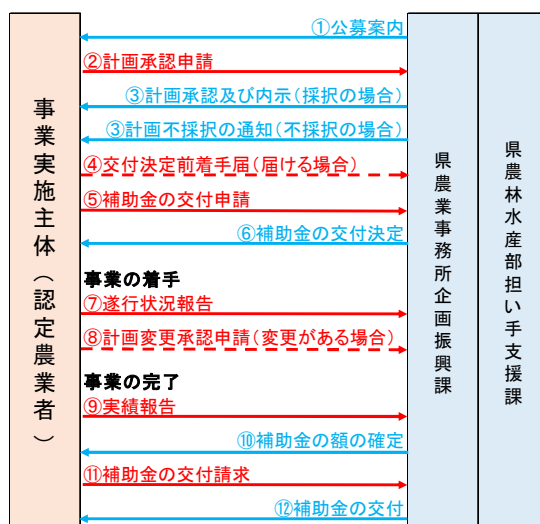 事業実施主体（認定農業者）
①公募案内
②計画承認申請
③計画承認及び内示（採択の場合）
③計画不採択の通知（不採択の場合）
④交付決定前着手届（届ける場合）
⑤補助金の交付申請
⑥補助金の交付決定
事業の着手
⑦遂行状況報告
⑧計画変更承認申請（変更がある場合）
事業の完了
⑨実績報告
⑩補助金の額の確定
⑪補助金の交付請求
⑫補助金の交付
県農業事務所企画振興課
県農林水産部担い手支援課